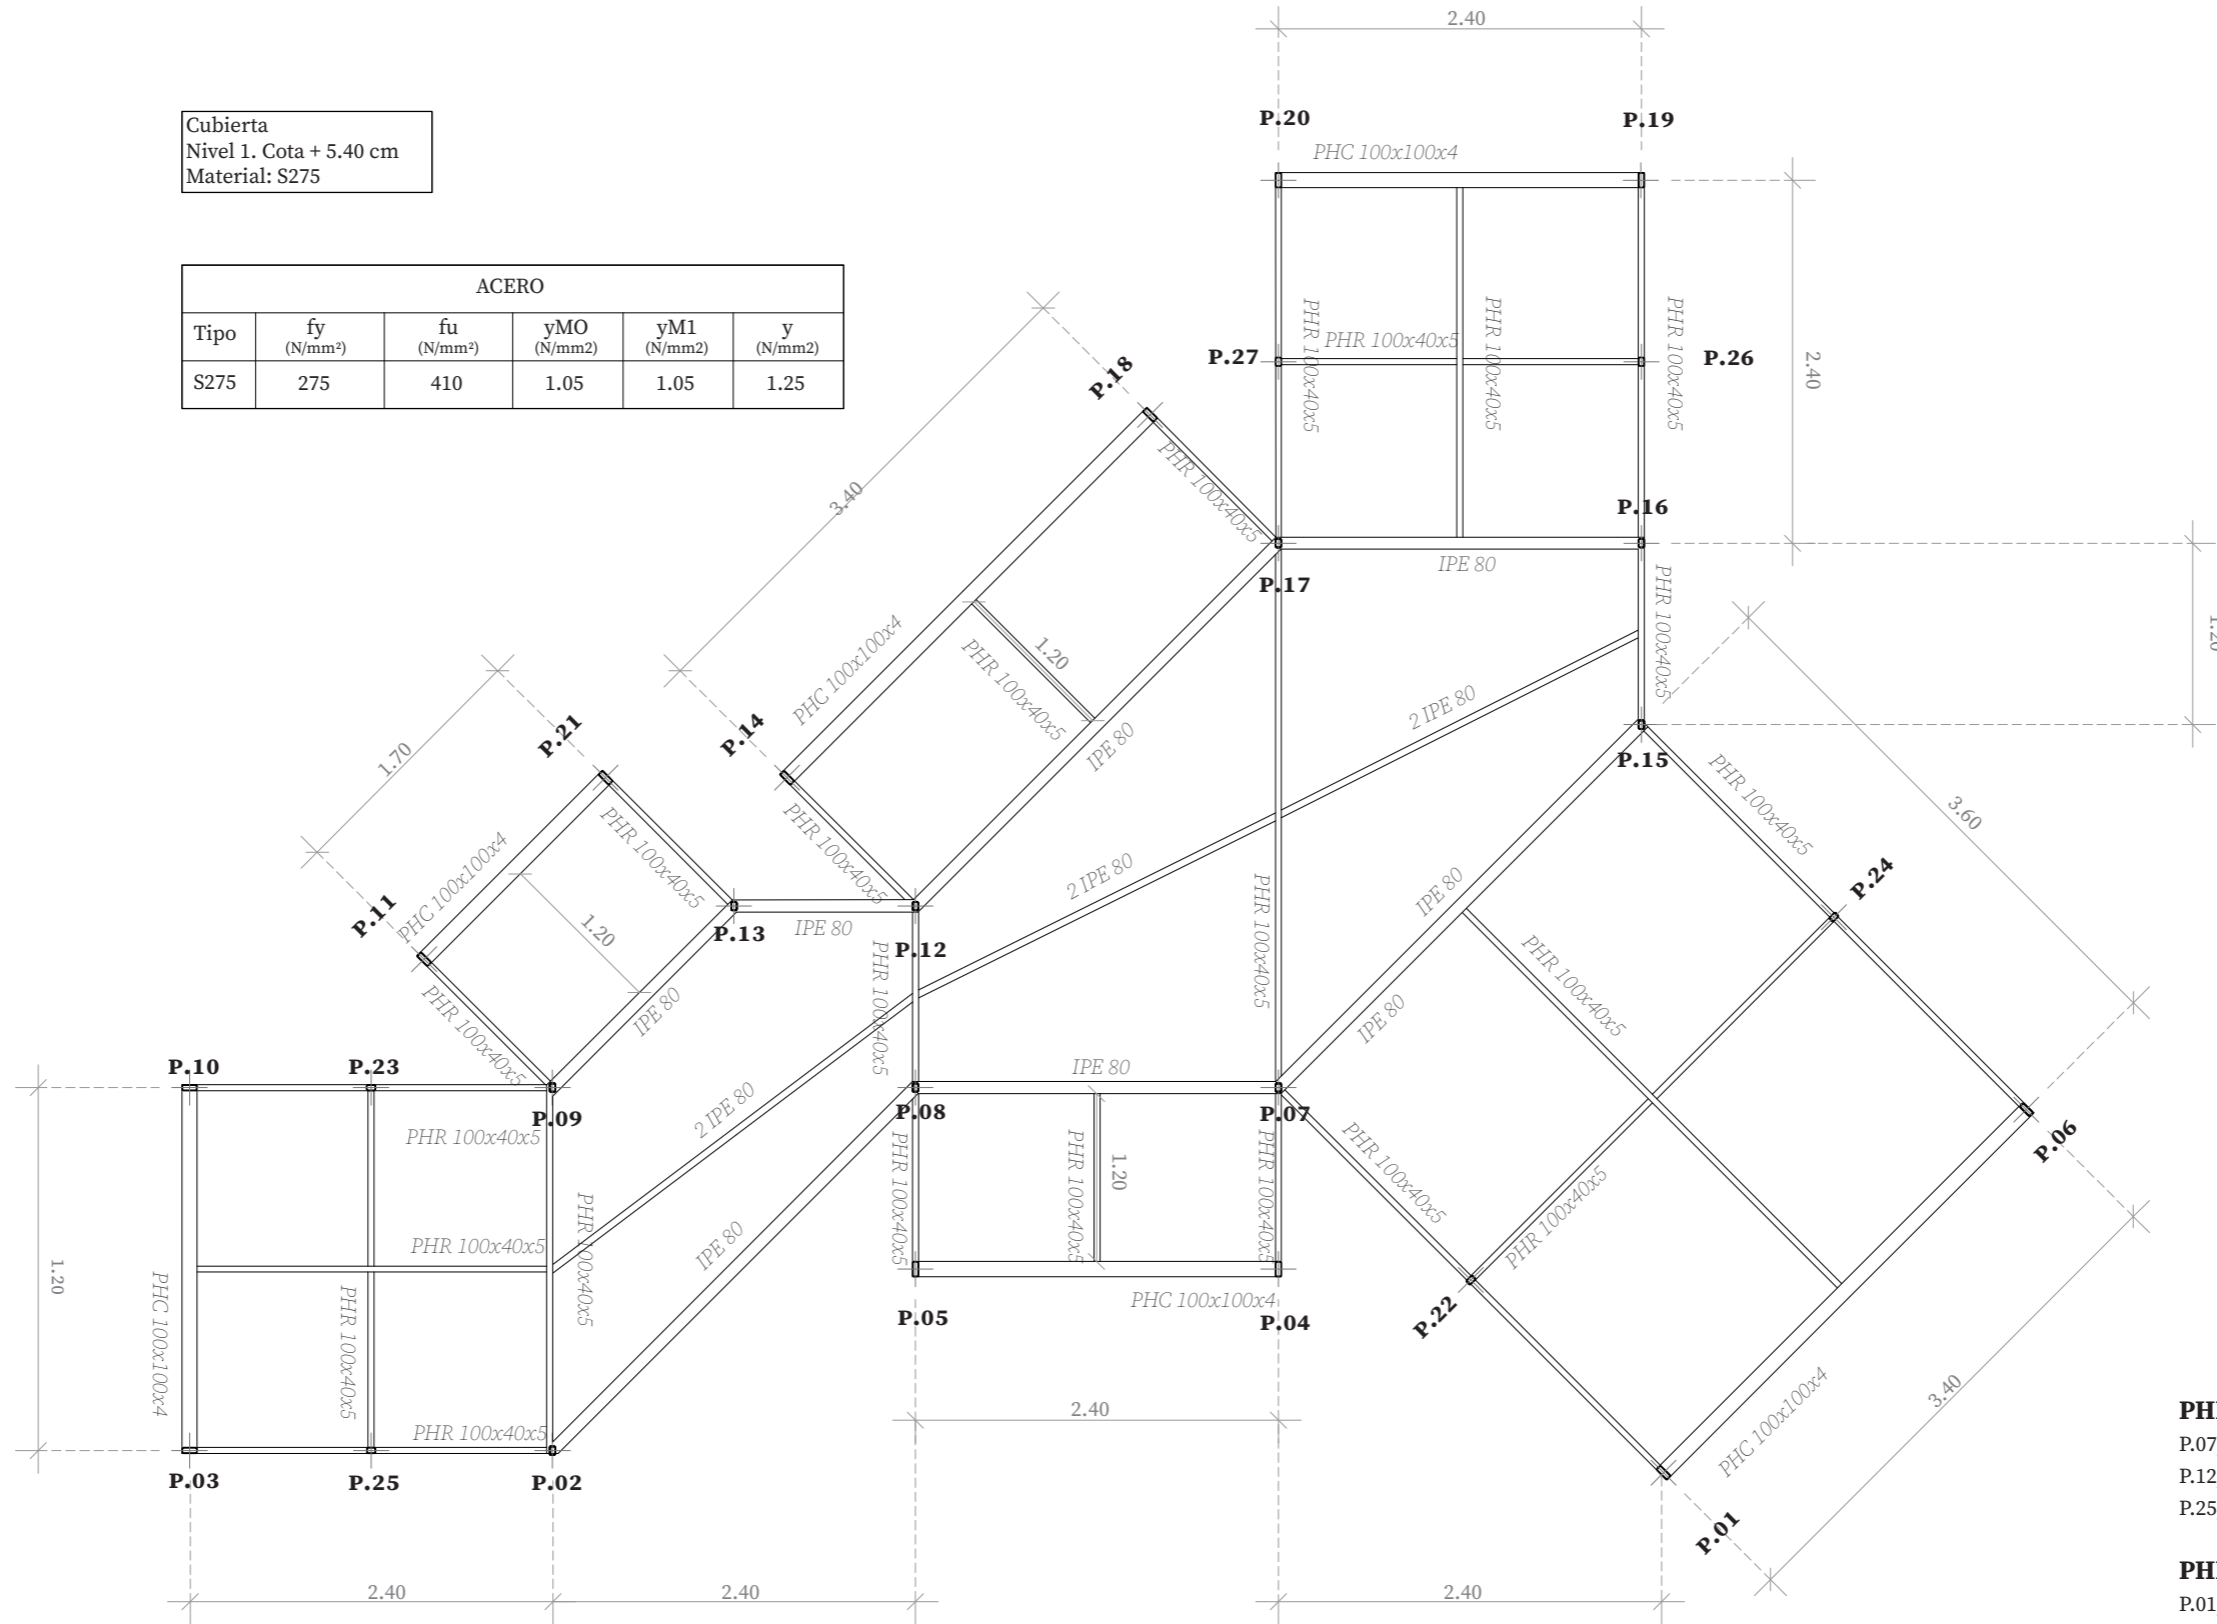 2.40
P.20
P.19
PHC 100x100x4
Cubierta
Nivel 1. Cota + 5.40 cm
Material: S275
ACERO
Tipo fy (N/mm²) fu (N/mm²) yMO (N/mm2) yM1 (N/mm2) y (N/mm2)
S275 275 410 1.05 1.05 1.25
PHR 100x40x5
PHR 100x40x5
PHR 100x40x5
PHR 100x40x5
P.27
P.26
2.40
P.18
3.40
PHR 100x40x5
P.16
IPE 80
P.17
PHR 100x40x5
1.20
PHC 100x100x4
1.20
PHR 100x40x5
IPE 80
2 IPE 80
P.14
P.21
1.70
P.15
PHR 100x40x5
3.60
PHR 100x40x5
PHR 100x40x5
PHC 100x100x4
P.11
1.20
P.13
IPE 80
P.12
2 IPE 80
PHR 100x40x5
IPE 80
P.24
PHR 100x40x5
PHR 100x40x5
IPE 80
PHR 100x40x5
IPE 80
P.10
P.23
P.09
PHR 100x40x5
2 IPE 80
IPE 80
P.08
P.07
PHR 100x40x5
P.06
PHR 100x40x5
PHR 100x40x5
1.20
PHR 100x40x5
PHR 100x40x5
PHR 100x40x5
PHR 100x40x5
IPE 80
1.20
PHC 100x100x4
PHR 100x40x5
PHC 100x100x4
P.05
P.04
P.22
PHR 100x40x5
P.03
P.25
P.02
2.40
PHC 100x100x4
3.40
P.01
P.07
P.12
P.25
P.01
2.40
2.40
2.40